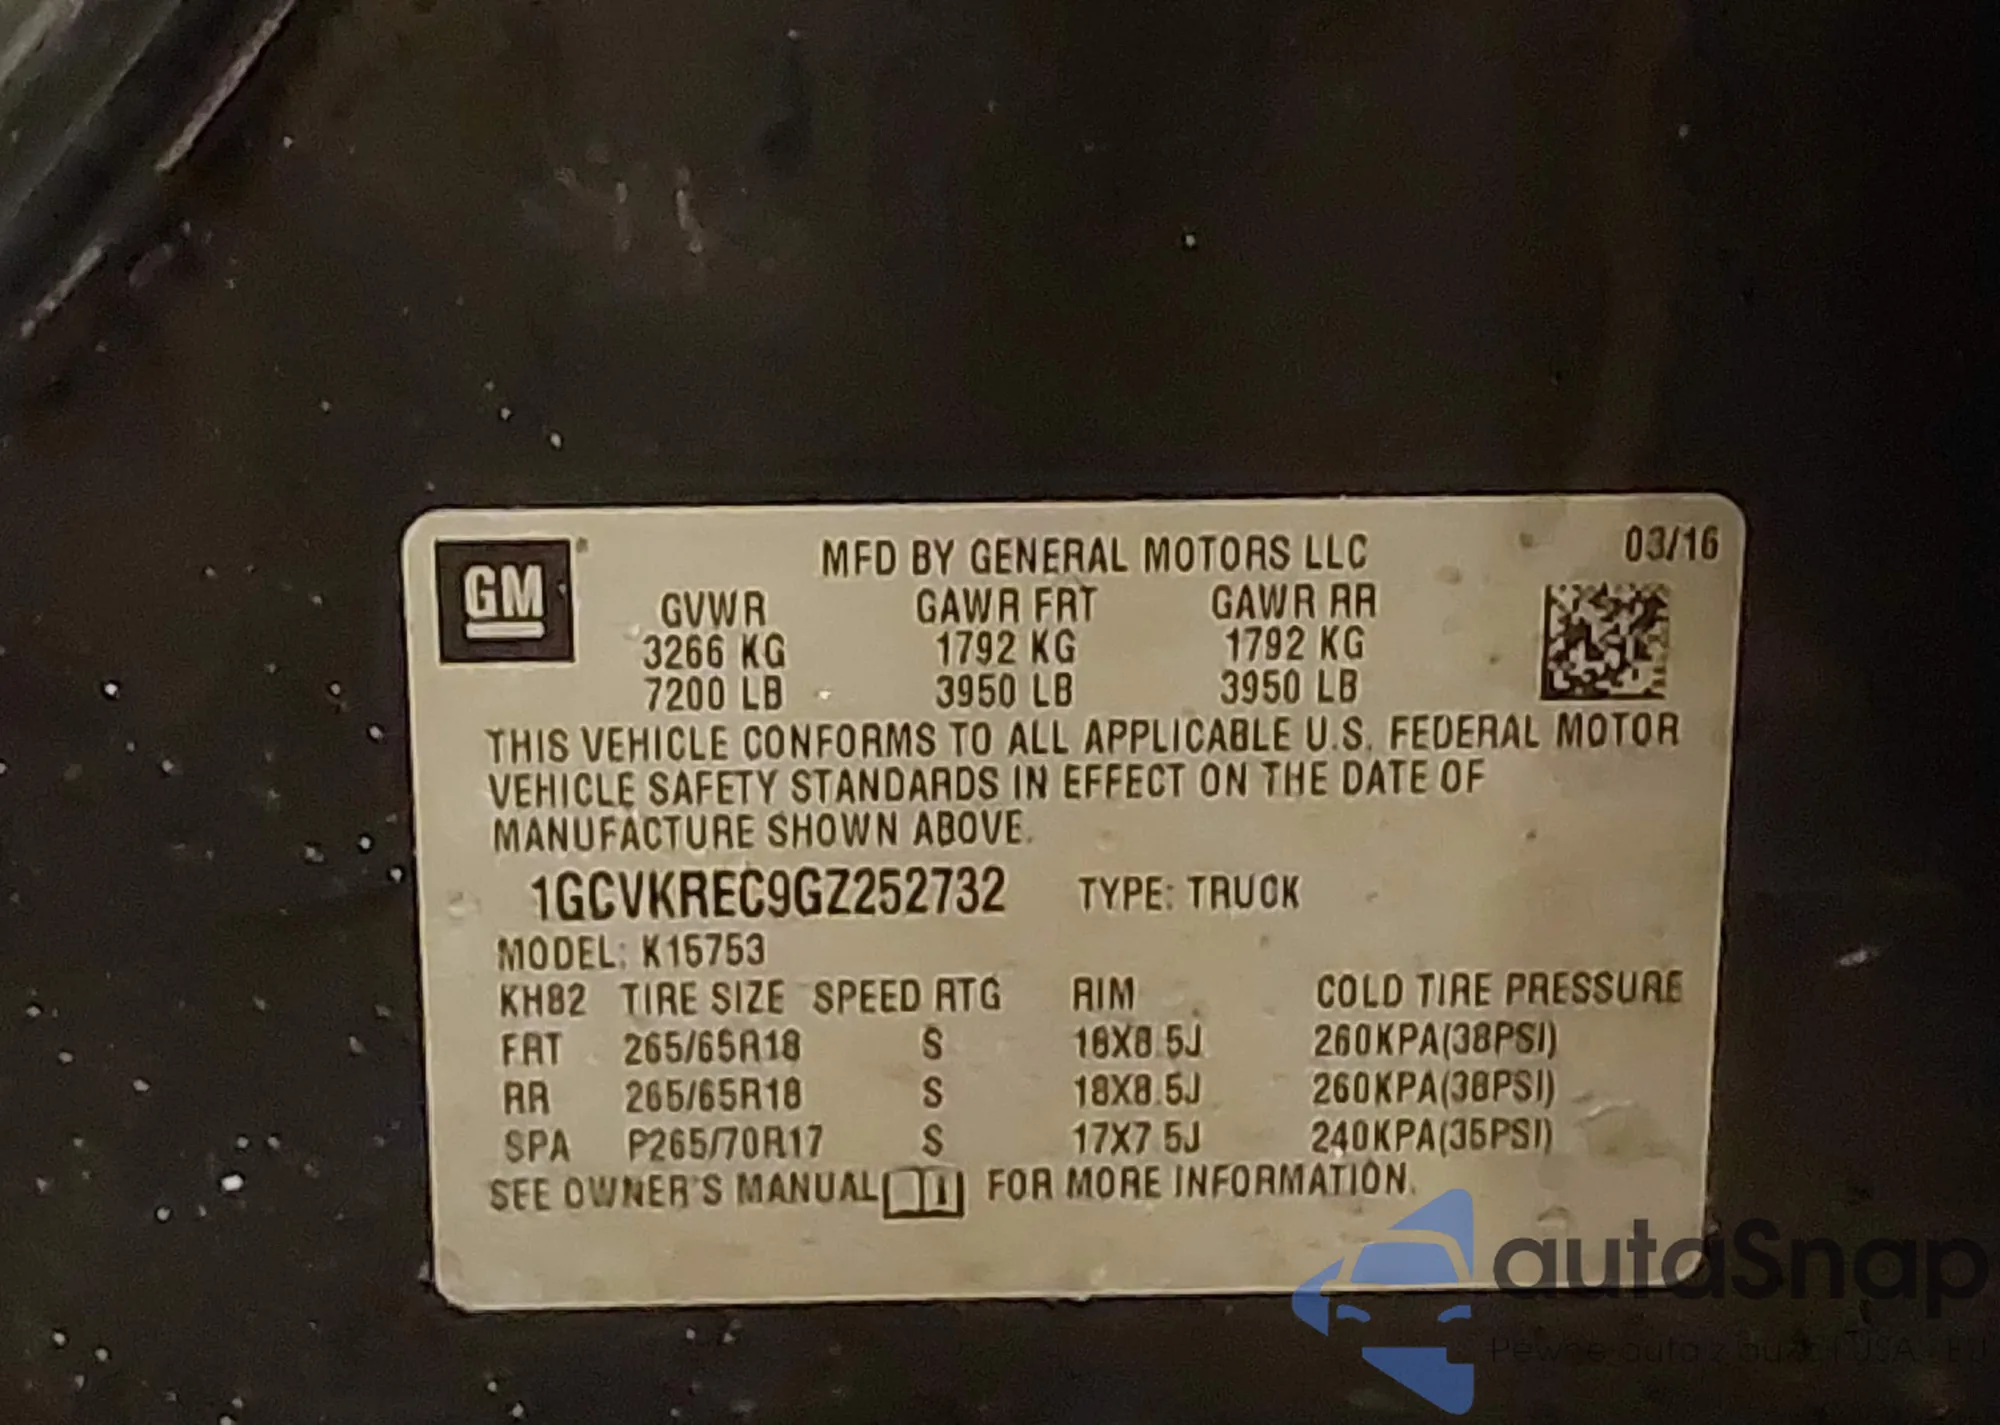 GM
MFD BY GENERAL MOTORS LLC 03/16
GVWR GAWR FRT GAWR RR
3266 KG 1792 KG 1792 KG
7200 LB 3950 LB 3950 LB
THIS VEHICLE CONFORMS TO ALL APPLICABLE U.S. FEDERAL MOTOR
VEHICLE SAFETY STANDARDS IN EFFECT ON THE DATE OF
MANUFACTURE SHOWN ABOVE.
1GCVKREC9GZ252732 TYPE: TRUCK
MODEL: K15753
KH82 TIRE SIZE SPEED RTG RIM COLD TIRE PRESSURE
FRT 265/65R18 S 18X8.5J 260KPA(38PSI)
RR 265/65R18 S 18X8.5J 260KPA(38PSI)
SPA P265/70R17 S 17X7.5J 240KPA(35PSI)
SEE OWNER'S MANUAL FOR MORE INFORMATION.
autaSnap
Pewne auta z aukcji USA